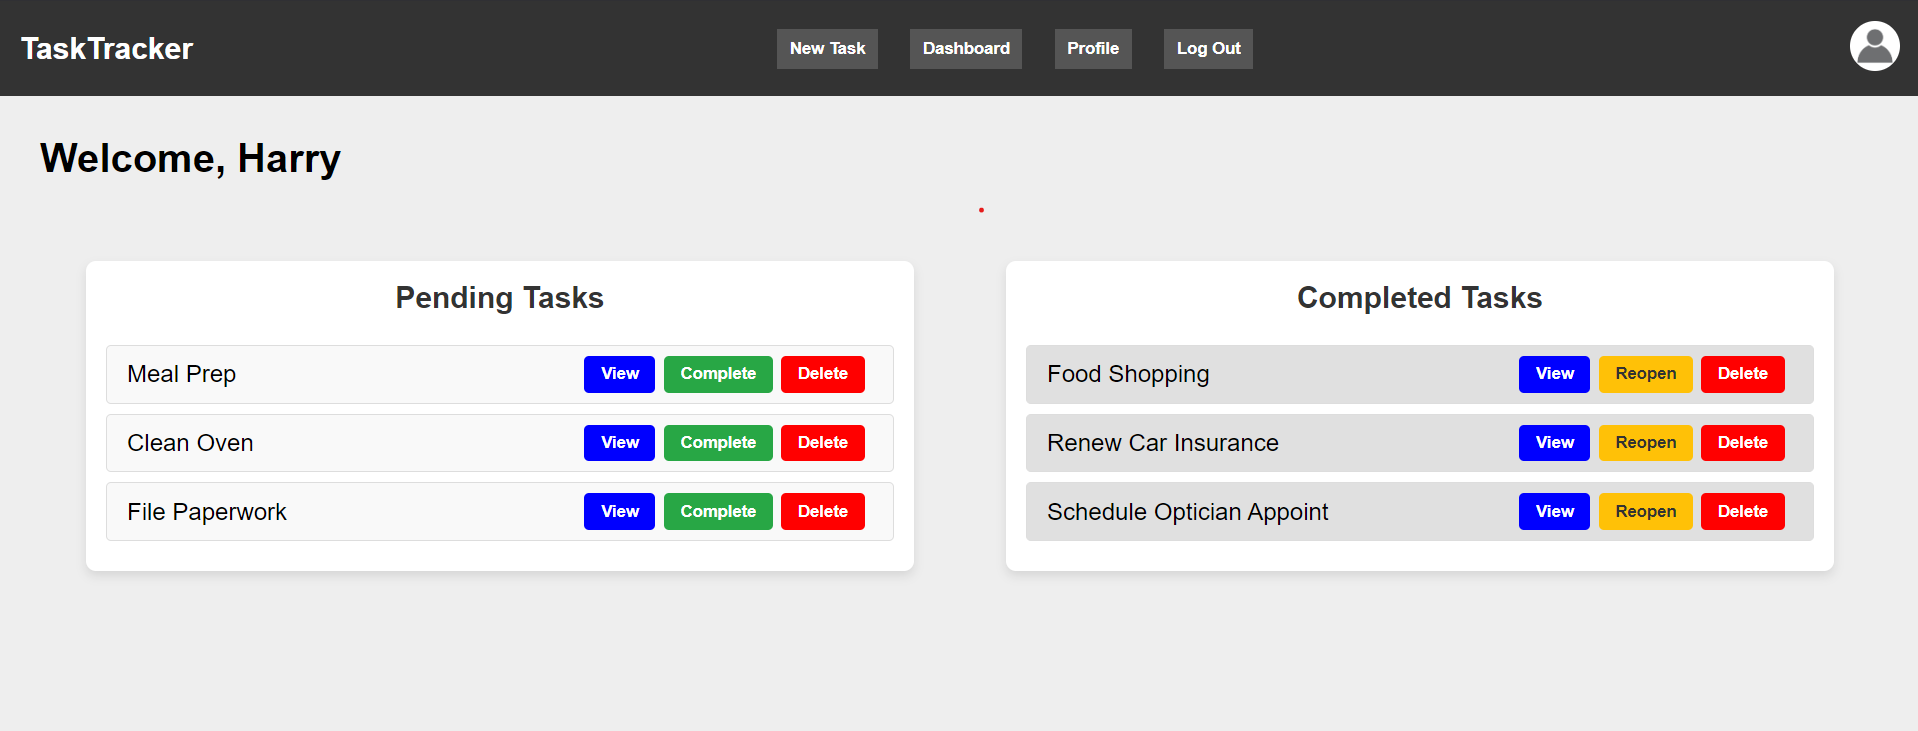 TaskTracker New Task Dashboard Profile Log Out
Welcome, Harry
Pending Tasks
Meal Prep View Complete Delete
Clean Oven View Complete Delete
File Paperwork View Complete Delete
Completed Tasks
Food Shopping View Reopen Delete
Renew Car Insurance View Reopen Delete
Schedule Optician Appoint View Reopen Delete